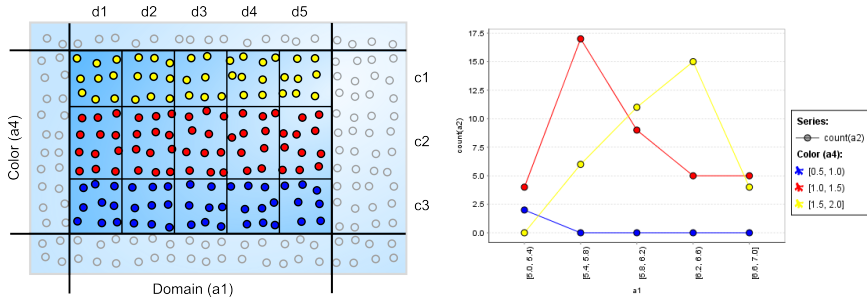 d1 d2 d3 d4 d5
c1
c2
c3
Color (a4)
Domain (a1)
17.5
15.0
12.5
10.0
7.5
5.0
2.5
0.0
count(a2)
[5.0, 5.4)
[5.4, 5.8)
[5.8, 6.2)
[6.2, 6.6)
[6.6, 7.0]
a1
Series:
count(a2)
Color (a4):
[0.5, 1.0)
[1.0, 1.5)
[1.5, 2.0]